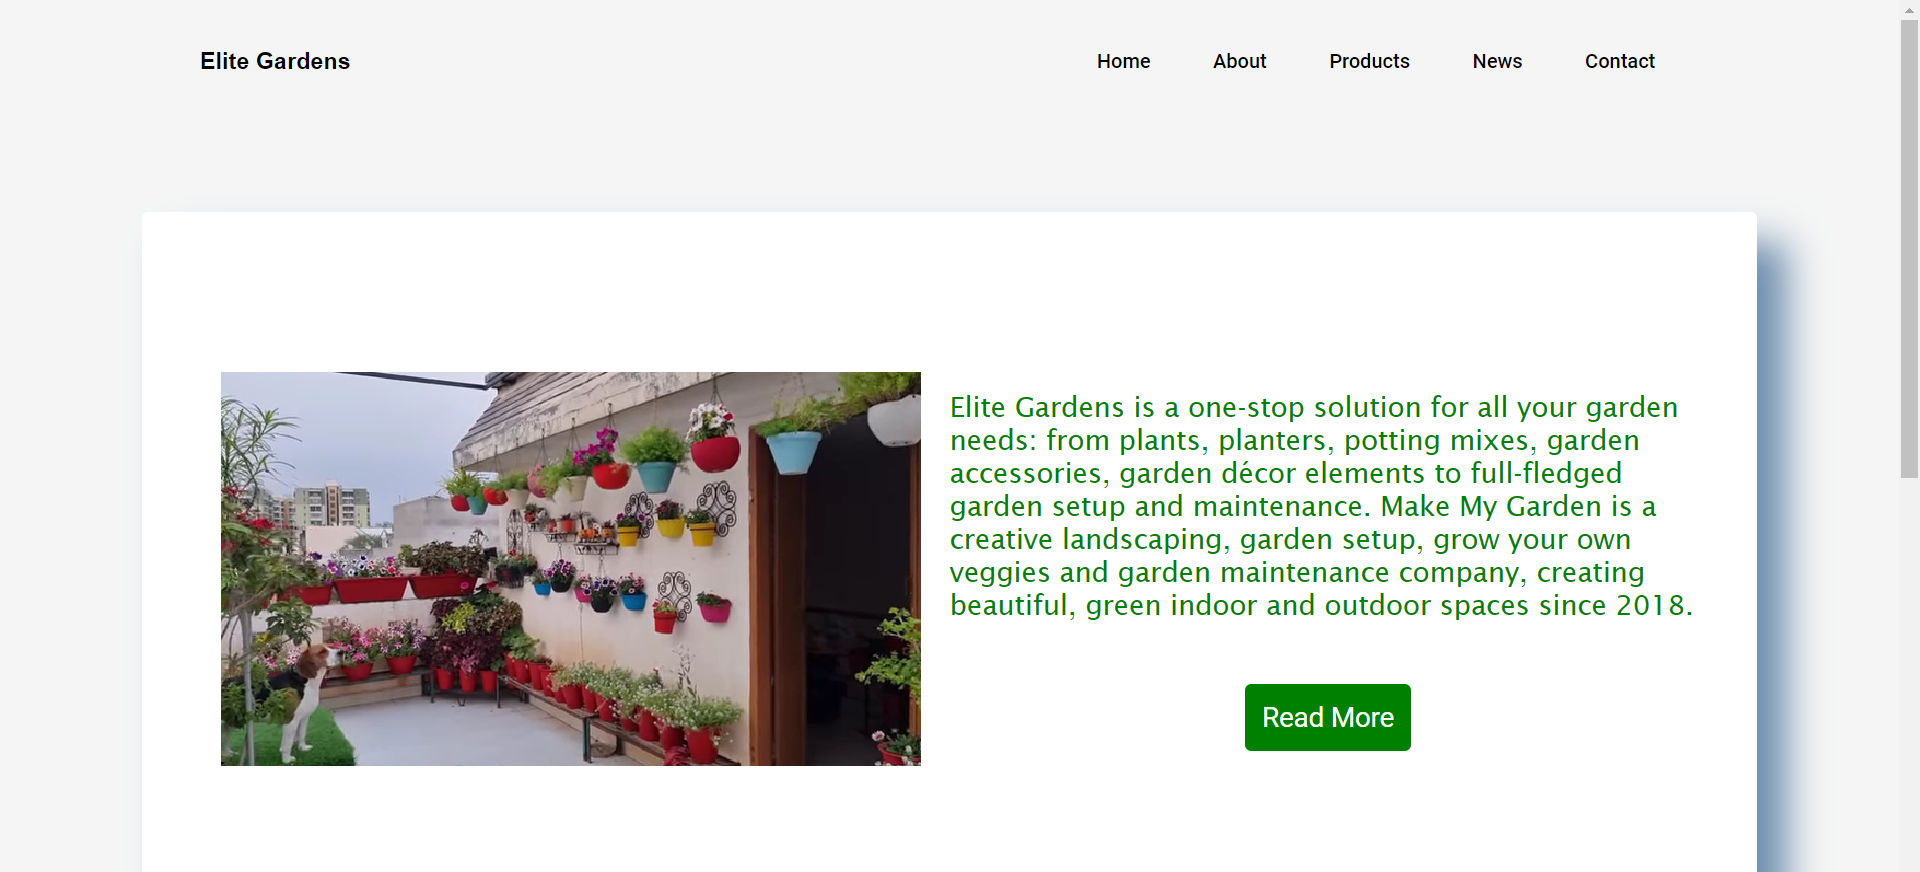 Elite Gardens
Home About Products News Contact
Elite Gardens is a one-stop solution for all your garden
needs: from plants, planters, potting mixes, garden
accessories, garden décor elements to full-fledged
garden setup and maintenance. Make My Garden is a
creative landscaping, garden setup, grow your own
veggies and garden maintenance company, creating
beautiful, green indoor and outdoor spaces since 2018.
Read More